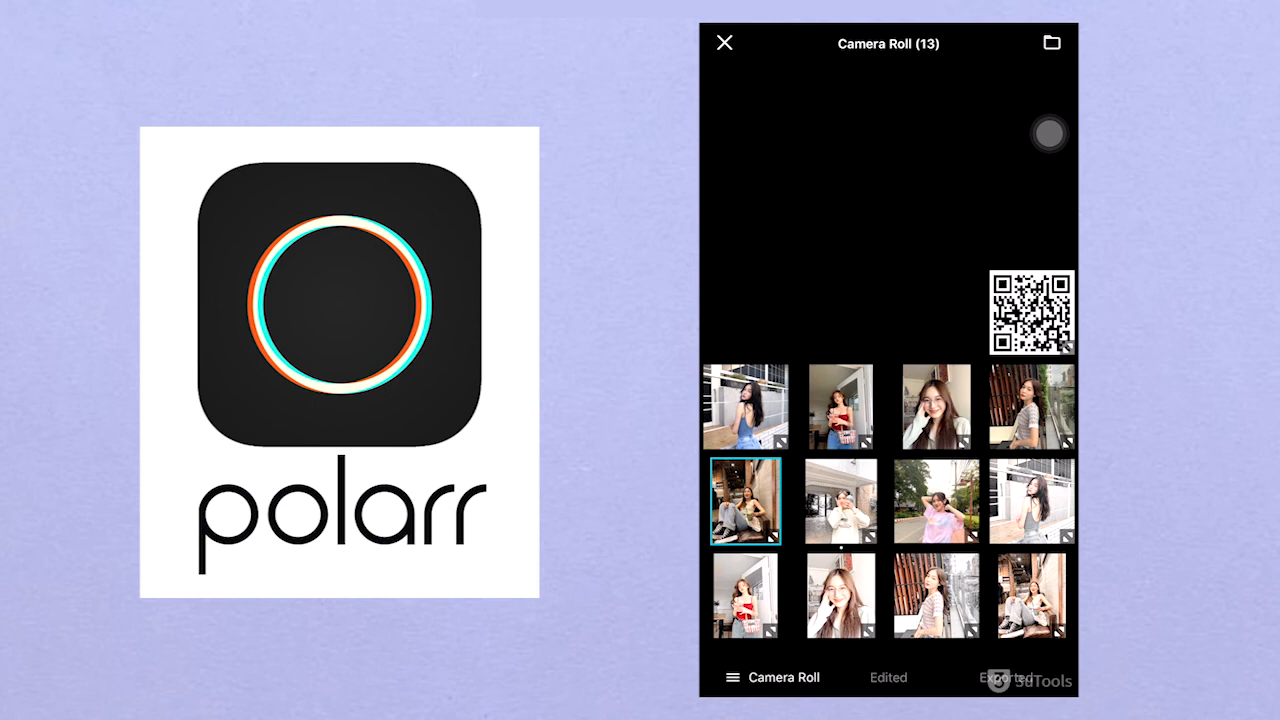 polarr
Camera Roll (13)
Camera Roll
Edited
Exported
3uTools